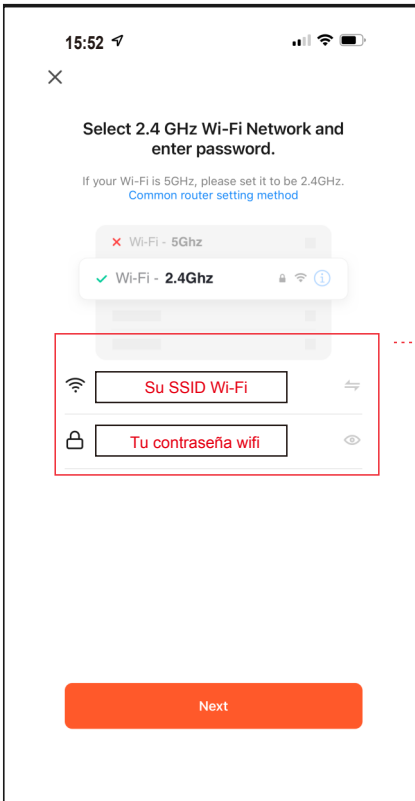 15:52
Select 2.4 GHz Wi-Fi Network and
enter password.
If your Wi-Fi is 5GHz, please set it to be 2.4GHz.
Common router setting method
Wi-Fi - 5Ghz
Wi-Fi - 2.4Ghz
Su SSID Wi-Fi
Tu contraseña wifi
Next